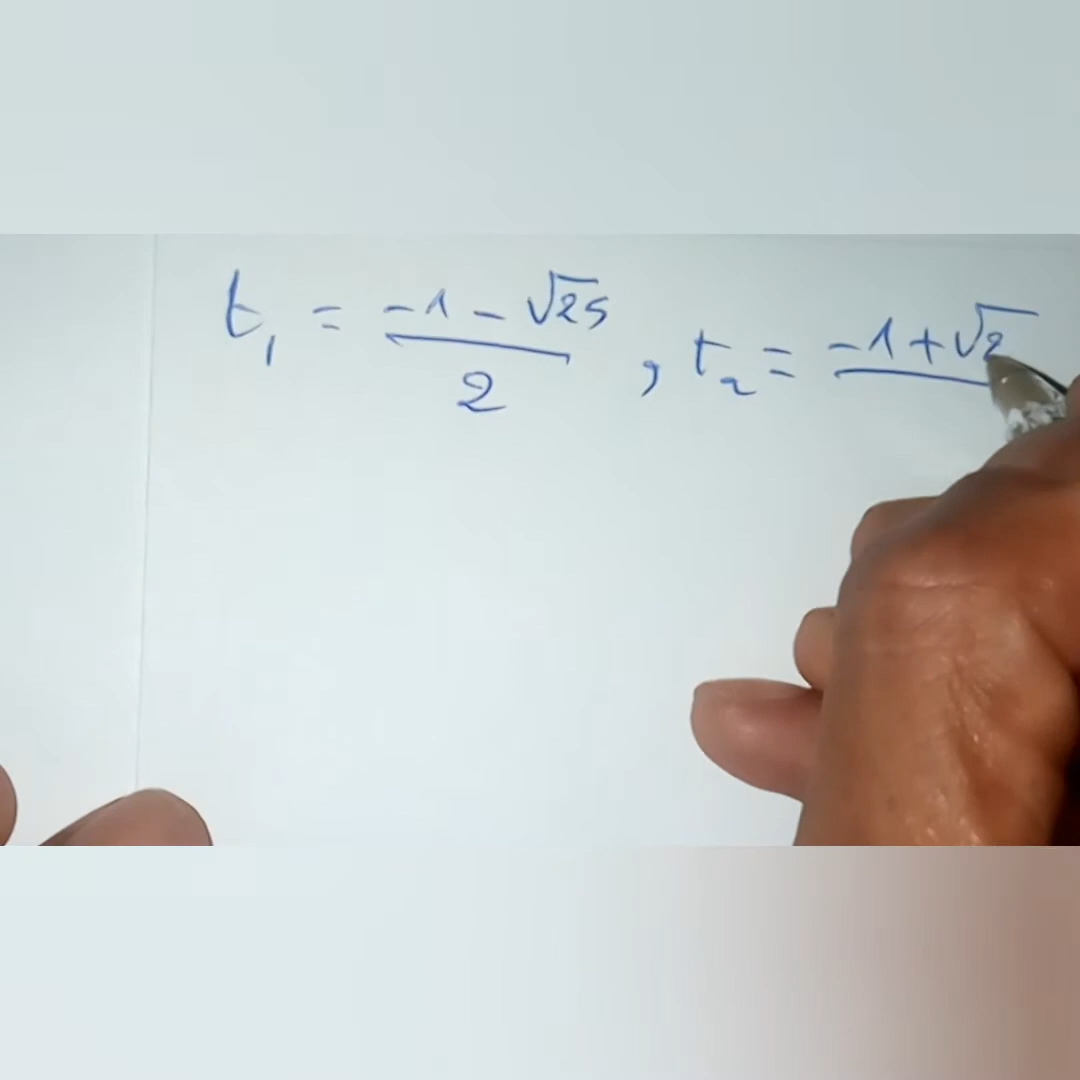 t₁ = (-1 - √25)/2 , t₂ = -1 + √2